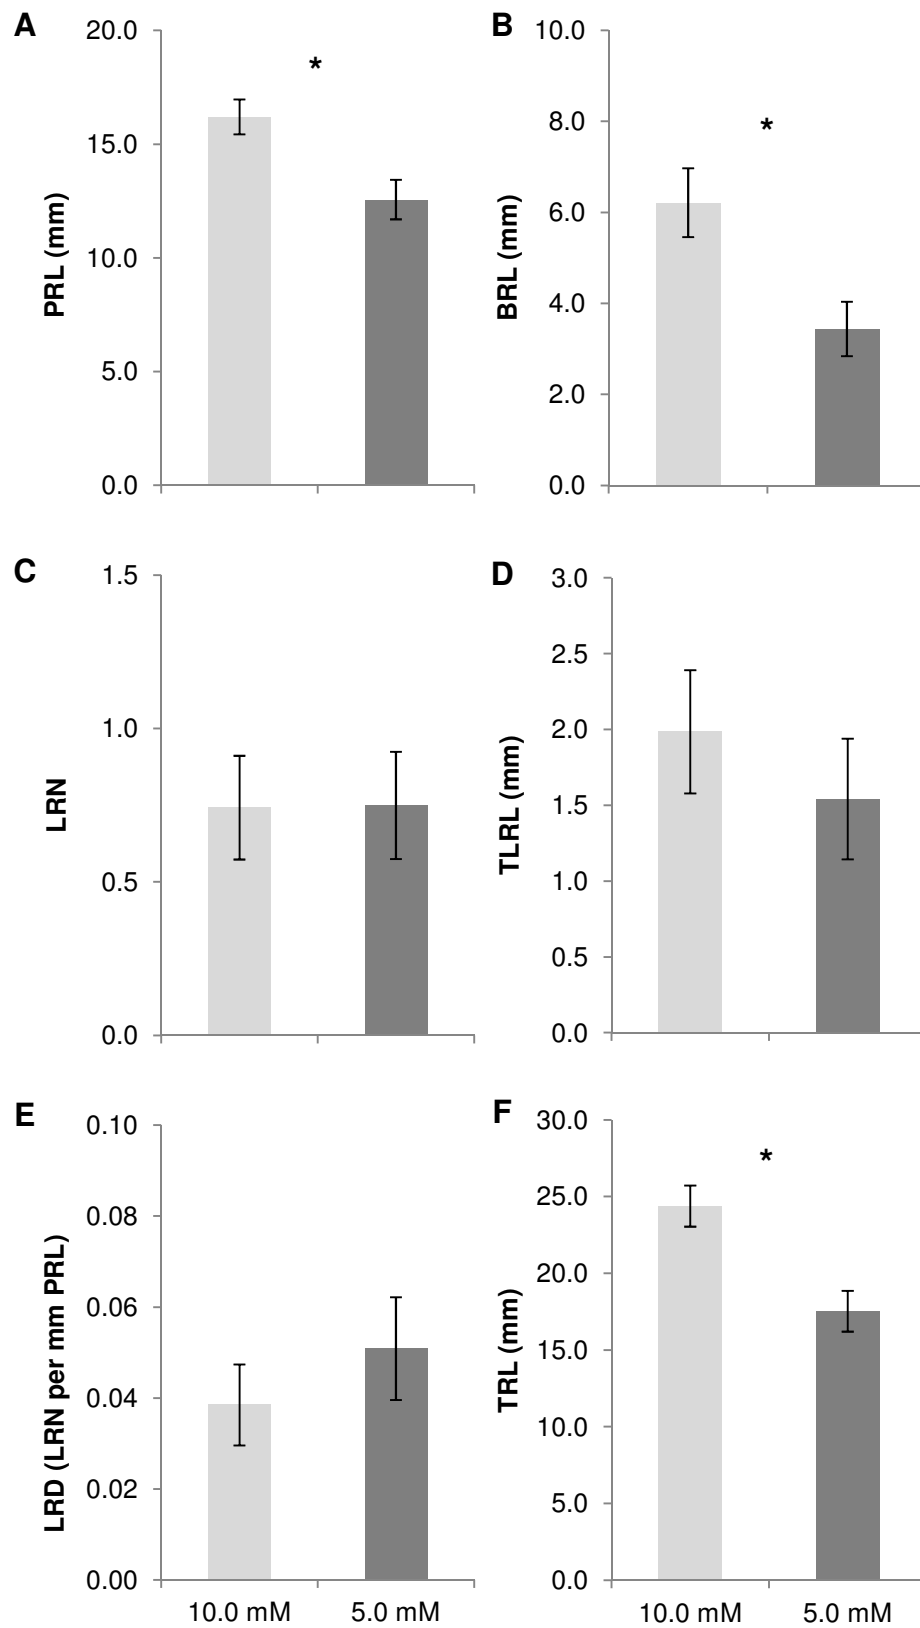 A
20.0
15.0
10.0
5.0
0.0
PRL (mm)
*
B
10.0
8.0
6.0
4.0
2.0
0.0
BRL (mm)
*
C
1.5
1.0
0.5
0.0
LRN
D
3.0
2.5
2.0
1.5
1.0
0.5
0.0
TLRL (mm)
E
0.10
0.08
0.06
0.04
0.02
0.00
LRD (LRN per mm PRL)
10.0 mM 5.0 mM
F
30.0
25.0
20.0
15.0
10.0
5.0
0.0
TRL (mm)
*
10.0 mM 5.0 mM